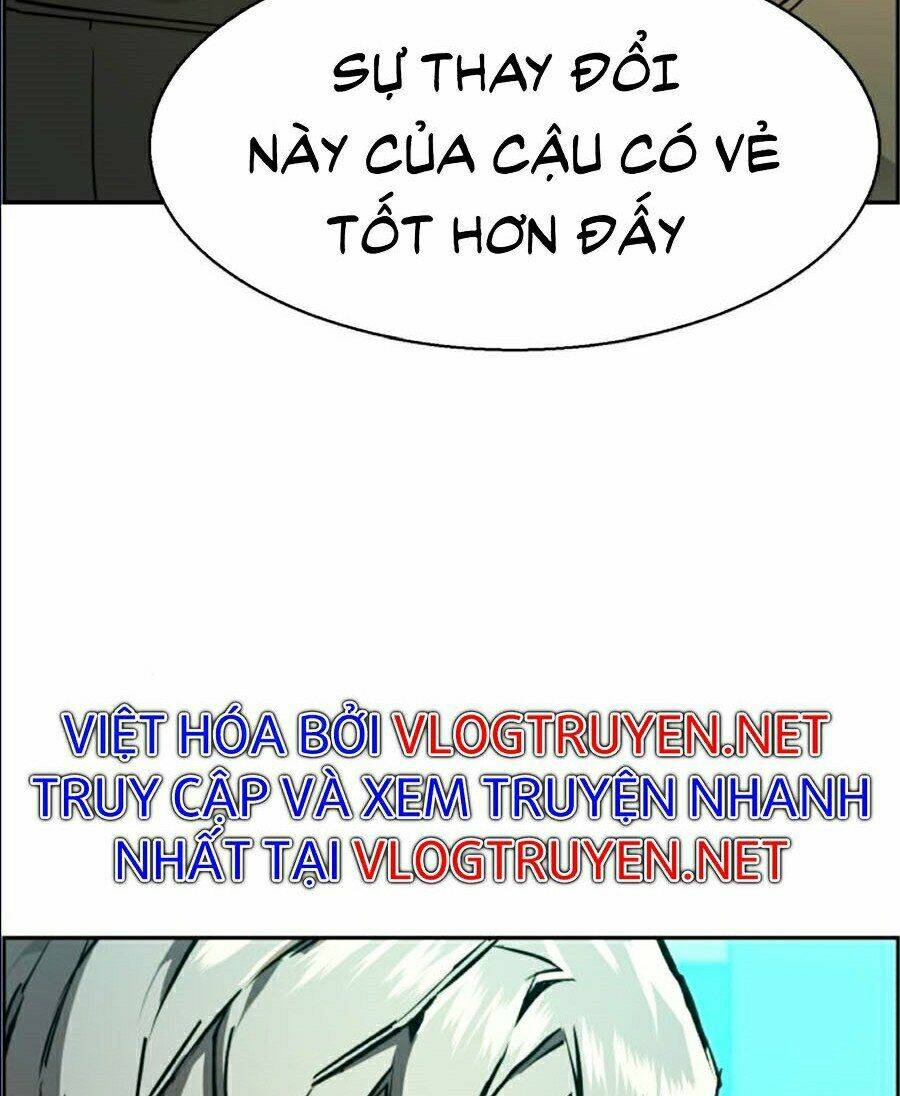 SỰ THAY ĐỔI
NÀY CỦA CẬU CÓ VẺ
TỐT HƠN ĐẤY
VIỆT HÓA BỞI VLOGTRUYEN.NET
TRUY CẬP VÀ XEM TRUYỆN NHANH
NHẤT TẠI VLOGTRUYEN.NET